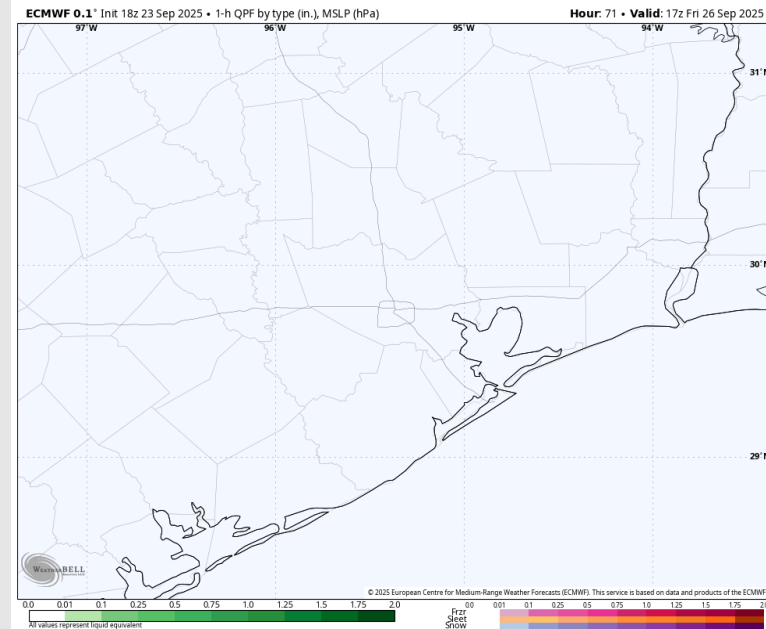 ECMWF 0.1° Init 18z 23 Sep 2025 • 1-h QPF by type (in.), MSLP (hPa)
Hour: 71 • Valid: 17z Fri 26 Sep 2025
97°W 96°W 95°W 94°W
31°N
30°N
29°N
WEATHERBELL
© 2025 European Centre for Medium-Range Weather Forecasts (ECMWF). This service is based on data and products of the ECMWF
0.0 0.01 0.1 0.25 0.5 0.75 1.0 1.25 1.5 1.75 2.0
0.0 0.01 0.1 0.25 0.5 0.75 1.0 1.25 1.5 1.75 2.0
Frzr
Sleet
Snow
All values represent liquid equivalent